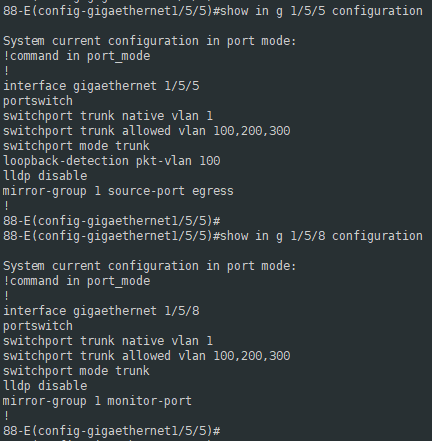 88-E(config-gigaethernet1/5/5)#show in g 1/5/5 configuration
System current configuration in port mode:
!command in port_mode
!
interface gigaethernet 1/5/5
portswitch
switchport trunk native vlan 1
switchport trunk allowed vlan 100,200,300
switchport mode trunk
loopback-detection pkt-vlan 100
lldp disable
mirror-group 1 source-port egress
!
88-E(config-gigaethernet1/5/5)#
88-E(config-gigaethernet1/5/5)#show in g 1/5/8 configuration
System current configuration in port mode:
!command in port_mode
!
interface gigaethernet 1/5/8
portswitch
switchport trunk native vlan 1
switchport trunk allowed vlan 100,200,300
switchport mode trunk
lldp disable
mirror-group 1 monitor-port
!
88-E(config-gigaethernet1/5/5)#